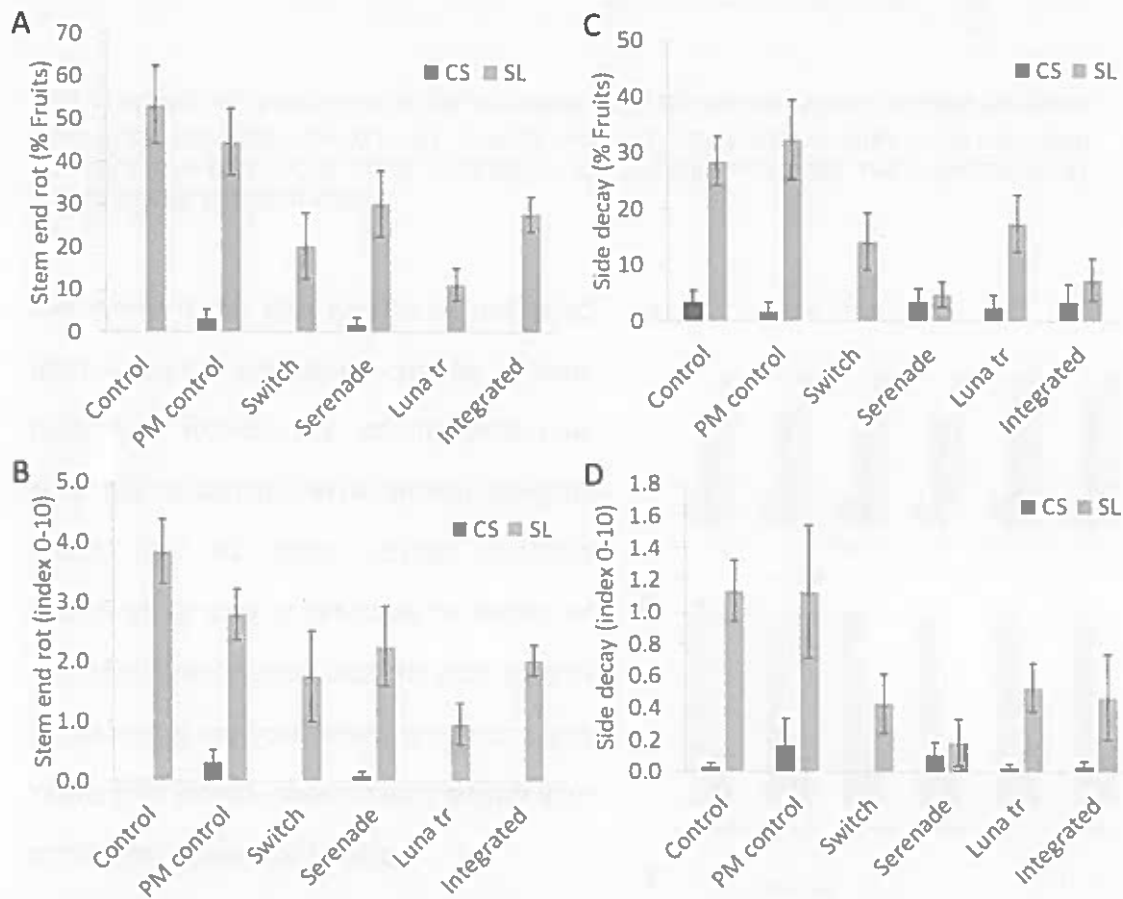 A
Stem end rot (% Fruits)
70
60
50
40
30
20
10
0
CS SL
Control
PM control
Switch
Serenade
Luna tr
Integrated
C
Side decay (% Fruits)
50
40
30
20
10
0
CS SL
Control
PM control
Switch
Serenade
Luna tr
Integrated
B
Stem end rot (index 0-10)
5.0
4.0
3.0
2.0
1.0
0.0
CS SL
Control
PM control
Switch
Serenade
Luna tr
Integrated
D
Side decay (index 0-10)
1.8
1.6
1.4
1.2
1.0
0.8
0.6
0.4
0.2
0.0
CS SL
Control
PM control
Switch
Serenade
Luna tr
Integrated